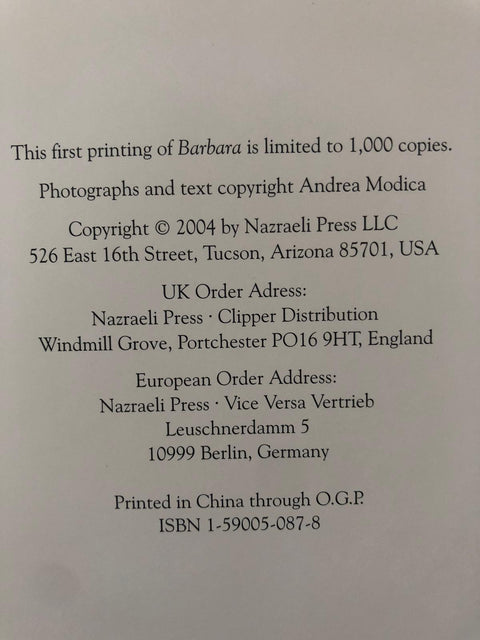 This first printing of Barbara is limited to 1,000 copies.
Photographs and text copyright Andrea Modica
Copyright © 2004 by Nazraeli Press LLC
526 East 16th Street, Tucson, Arizona 85701, USA
UK Order Adress:
Nazraeli Press · Clipper Distribution
Windmill Grove, Portchester PO16 9HT, England
European Order Address:
Nazraeli Press · Vice Versa Vertrieb
Leuschnerdamm 5
10999 Berlin, Germany
Printed in China through O.G.P.
ISBN 1-59005-087-8